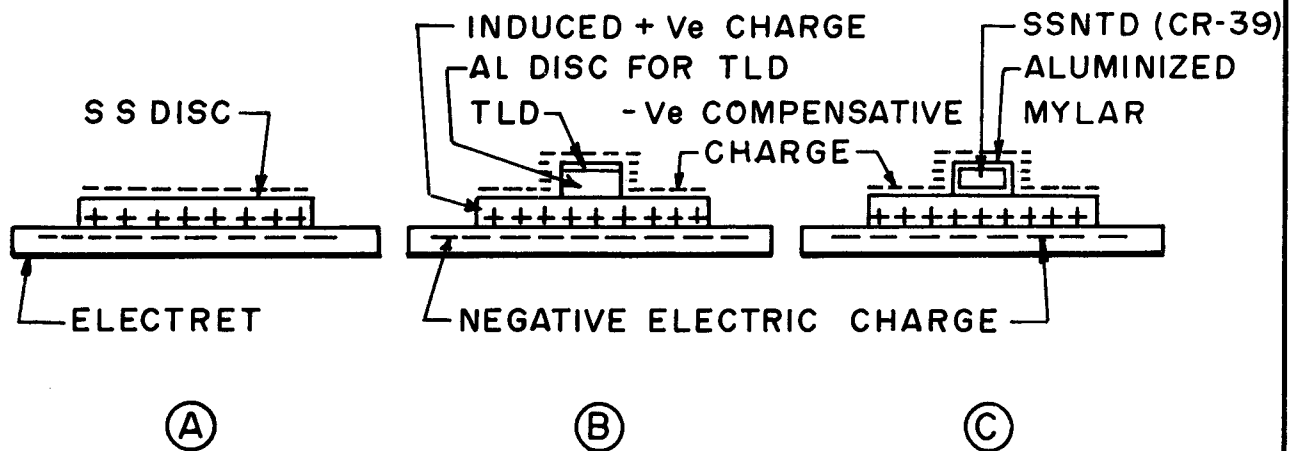 INDUCED + Ve CHARGE
AL DISC FOR TLD
TLD
-Ve COMPENSATIVE
CHARGE
SSNTD (CR-39)
ALUMINIZED
MYLAR
S S DISC
ELECTRET
NEGATIVE ELECTRIC CHARGE
A
B
C